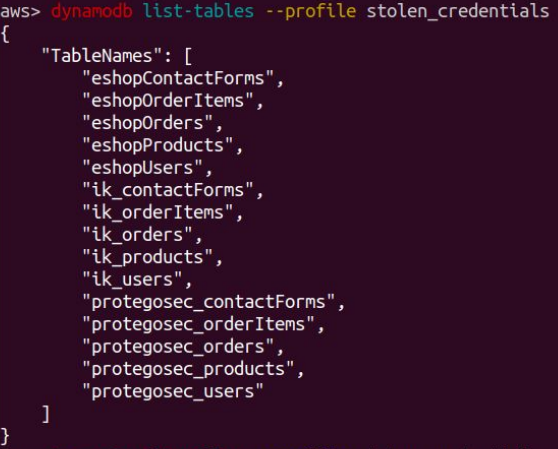 aws> dynamodb list-tables --profile stolen_credentials
{
    "TableNames": [
        "eshopContactForms",
        "eshopOrderItems",
        "eshopOrders",
        "eshopProducts",
        "eshopUsers",
        "ik_contactForms",
        "ik_orderItems",
        "ik_orders",
        "ik_products",
        "ik_users",
        "protegosec_contactForms",
        "protegosec_orderItems",
        "protegosec_orders",
        "protegosec_products",
        "protegosec_users"
    ]
}